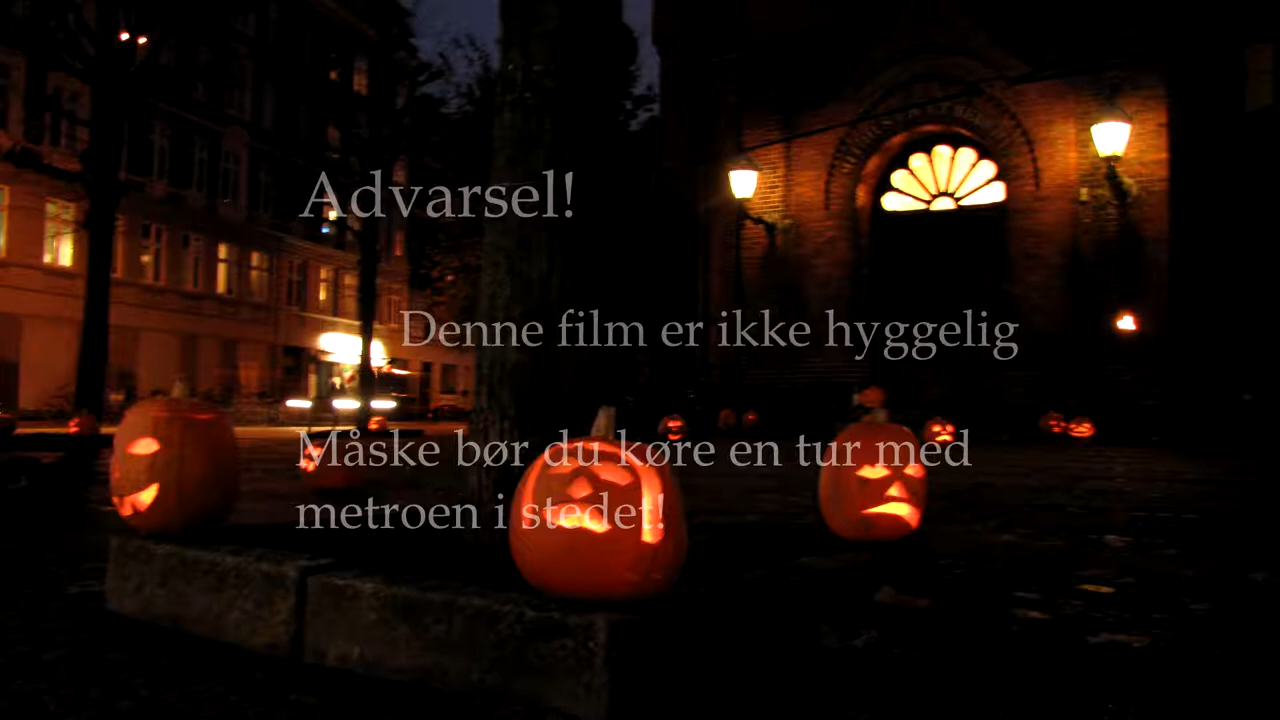 Advarsel!
Denne film er ikke hyggelig
Måske bør du køre en tur med
metroen i stedet!